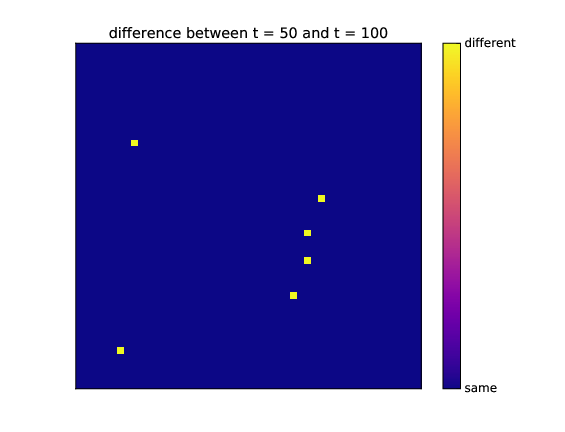 difference between t = 50 and t = 100
different
same